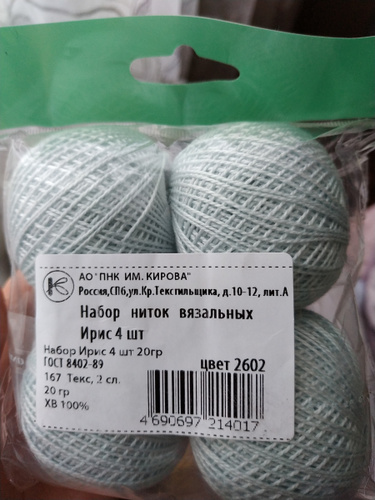 АО "ПНК ИМ. КИРОВА"
Россия,СПб,ул.Кр.Текстильщика, д.10-12, лит.А
Набор ниток вязальных
Ирис 4 шт
Набор Ирис 4 шт 20гр
ГОСТ 8402-89
цвет 2602
167 Текс, 2 сл.
20 гр
ХВ 100%
4 690697 214017